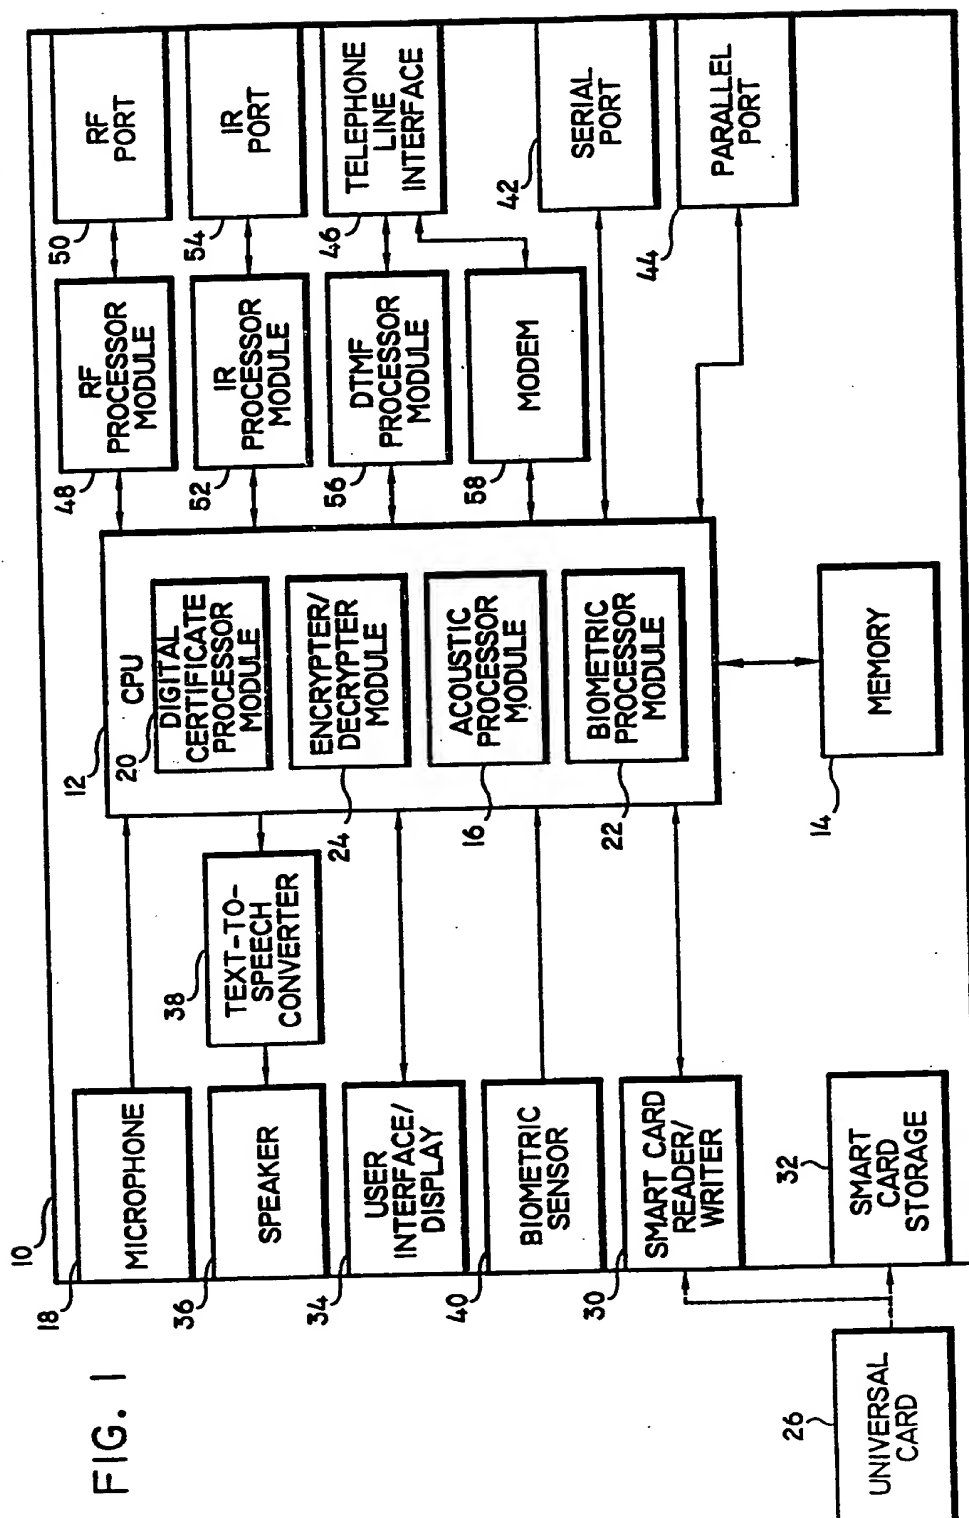 FIG. 1
10
18
MICROPHONE
36
SPEAKER
34
USER
INTERFACE/
DISPLAY
40
BIOMETRIC
SENSOR
30
SMART CARD
READER/
WRITER
32
SMART
CARD
STORAGE
26
UNIVERSAL
CARD
38
TEXT-TO-
SPEECH
CONVERTER
12
CPU
20
DIGITAL
CERTIFICATE
PROCESSOR
MODULE
24
ENCRYPTER/
DECRYPTER
MODULE
16
ACOUSTIC
PROCESSOR
MODULE
22
BIOMETRIC
PROCESSOR
MODULE
14
MEMORY
48
RF
PROCESSOR
MODULE
52
IR
PROCESSOR
MODULE
56
DTMF
PROCESSOR
MODULE
58
MODEM
50
RF
PORT
54
IR
PORT
46
TELEPHONE
LINE
INTERFACE
42
SERIAL
PORT
44
PARALLEL
PORT